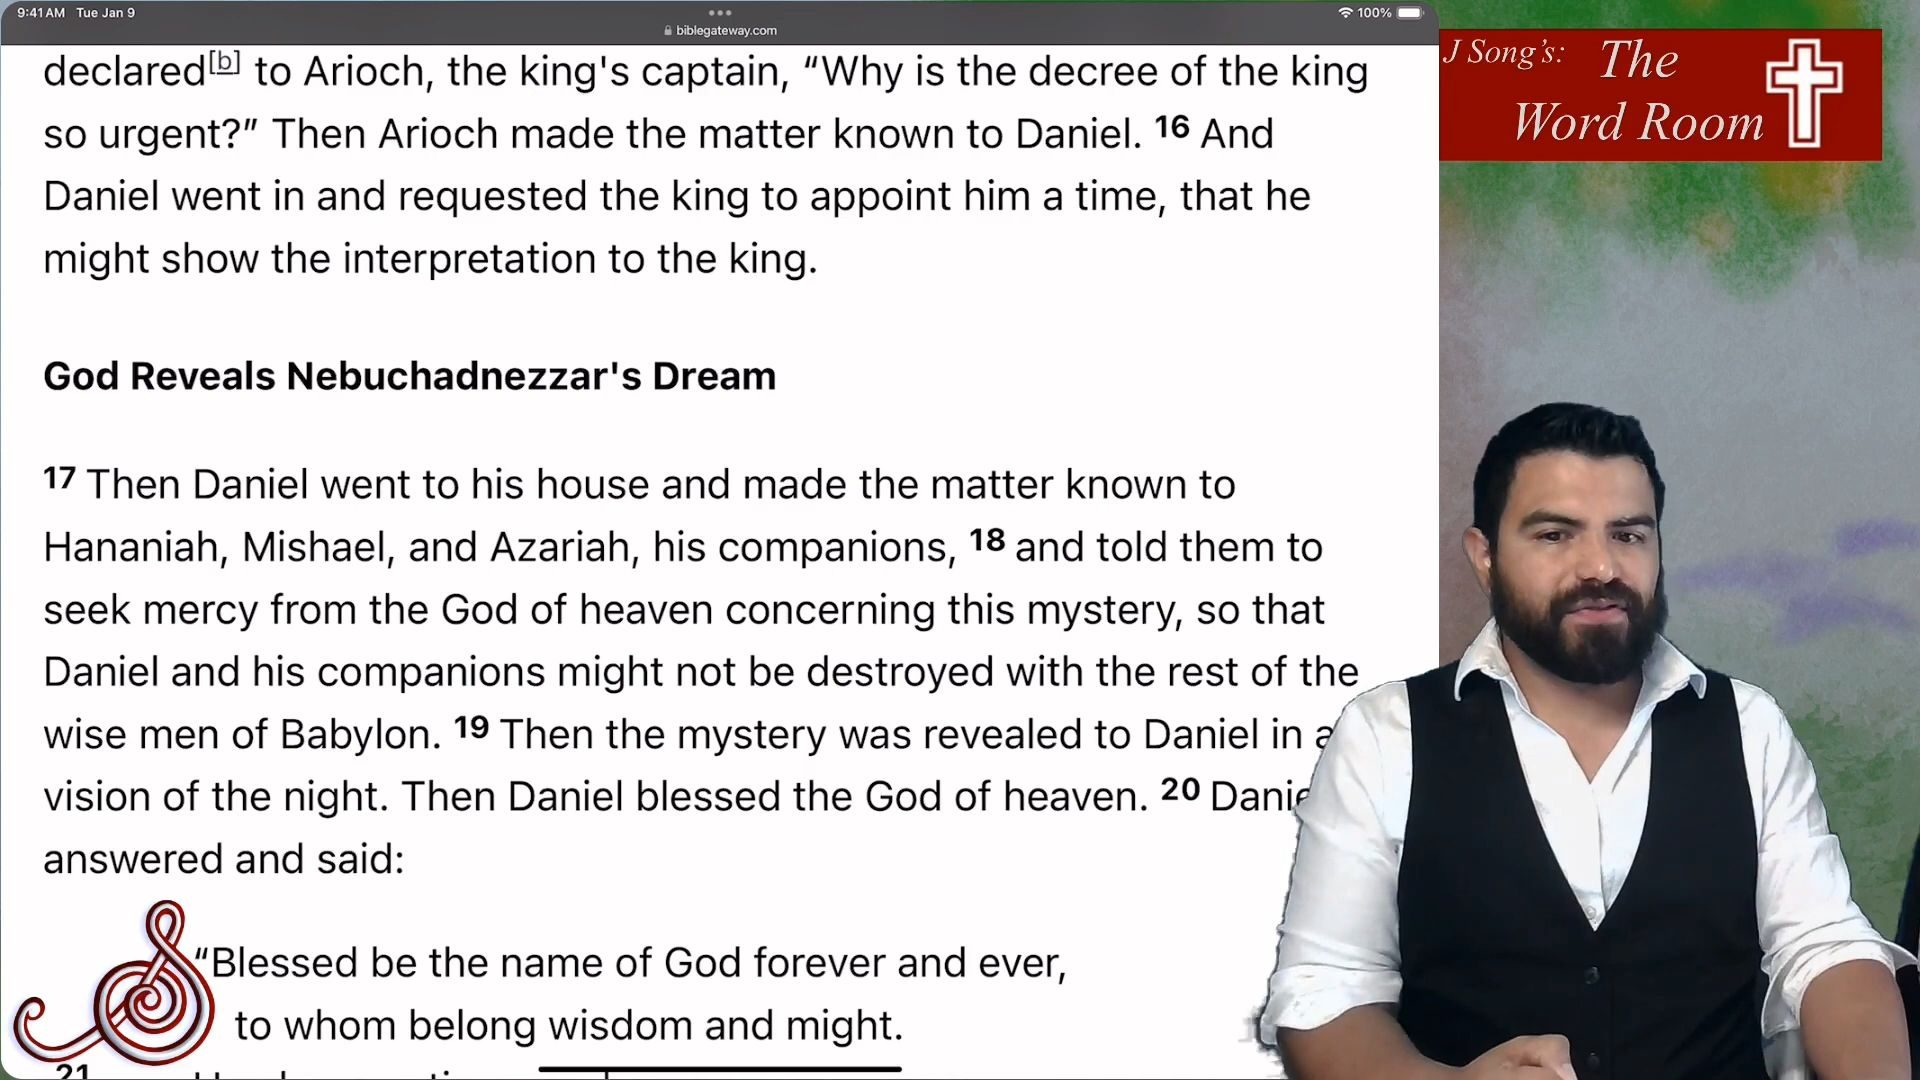 9:41 AM Tue Jan 9
100%
biblegateway.com
J Song's: The
Word Room
declared[b] to Arioch, the king's captain, “Why is the decree of the king
so urgent?” Then Arioch made the matter known to Daniel. 16 And
Daniel went in and requested the king to appoint him a time, that he
might show the interpretation to the king.
God Reveals Nebuchadnezzar's Dream
17 Then Daniel went to his house and made the matter known to
Hananiah, Mishael, and Azariah, his companions, 18 and told them to
seek mercy from the God of heaven concerning this mystery, so that
Daniel and his companions might not be destroyed with the rest of the
wise men of Babylon. 19 Then the mystery was revealed to Daniel in a
vision of the night. Then Daniel blessed the God of heaven. 20 Danie
answered and said:
“Blessed be the name of God forever and ever,
to whom belong wisdom and might.
21